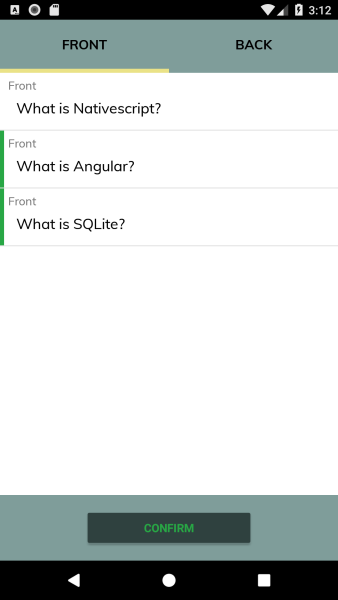 3:12
FRONT BACK
Front
What is Nativescript?
Front
What is Angular?
Front
What is SQLite?
CONFIRM